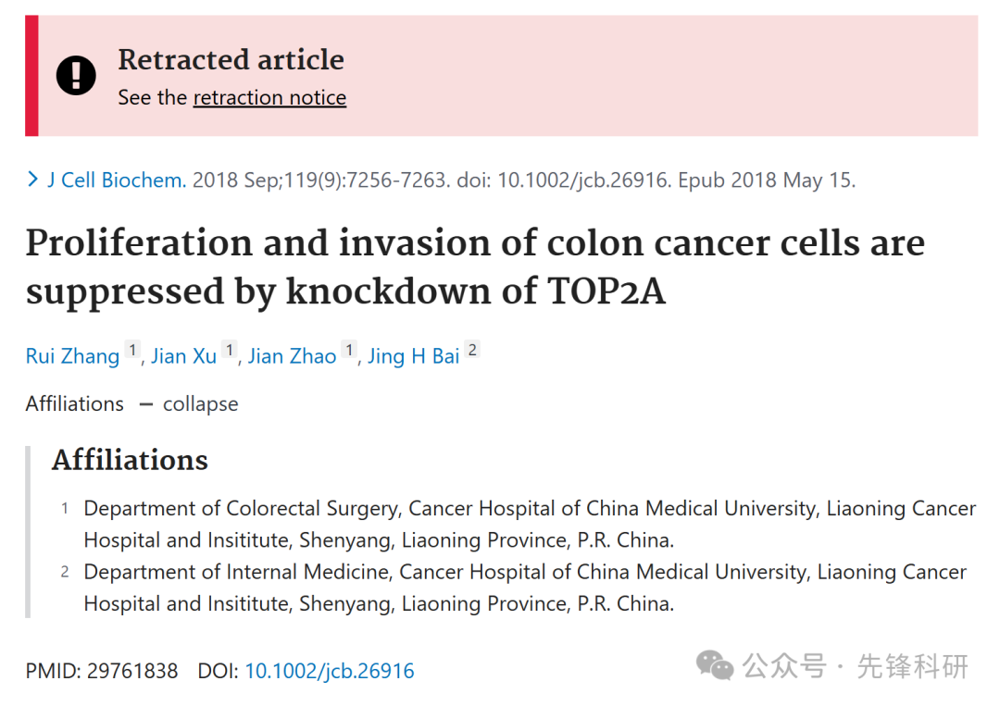 Retracted article
See the retraction notice
J Cell Biochem. 2018 Sep;119(9):7256-7263. doi: 10.1002/jcb.26916. Epub 2018 May 15.
Proliferation and invasion of colon cancer cells are
suppressed by knockdown of TOP2A
Rui Zhang 1, Jian Xu 1, Jian Zhao 1, Jing H Bai 2
Affiliations — collapse
Affiliations
1 Department of Colorectal Surgery, Cancer Hospital of China Medical University, Liaoning Cancer
Hospital and Insititute, Shenyang, Liaoning Province, P.R. China.
2 Department of Internal Medicine, Cancer Hospital of China Medical University, Liaoning Cancer
Hospital and Insititute, Shenyang, Liaoning Province, P.R. China.
PMID: 29761838 DOI: 10.1002/jcb.26916
公众号 · 先锋科研